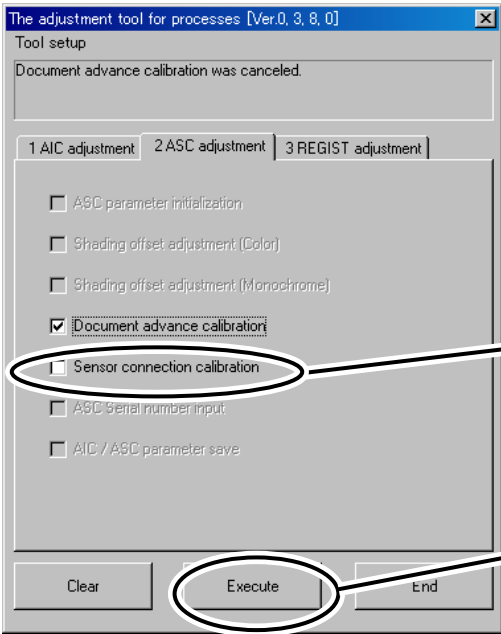 The adjustment tool for processes [Ver.0, 3, 8, 0]
Tool setup
Document advance calibration was canceled.
1 AIC adjustment 2 ASC adjustment 3 REGIST adjustment
ASC parameter initialization
Shading offset adjustment (Color)
Shading offset adjustment (Monochrome)
Document advance calibration
Sensor connection calibration
ASC Serial number input
AIC / ASC parameter save
Clear Execute End